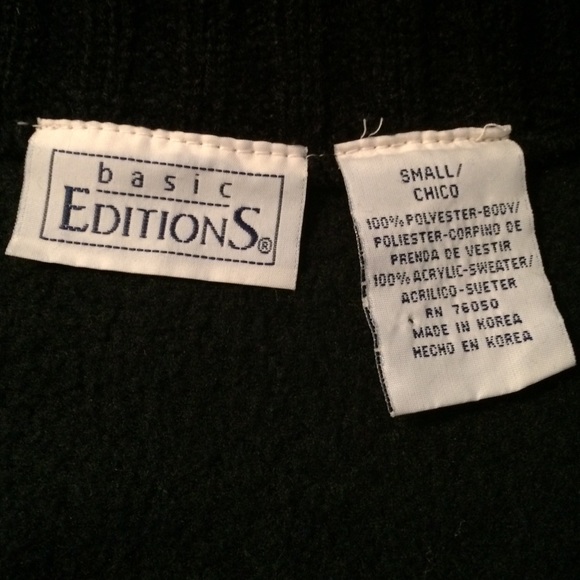 basic
EDITIONS®
SMALL/
CHICO
100% POLYESTER-BODY/
POLIESTER-CORPINO DE
PRENDA DE VESTIR
100% ACRYLIC-SWEATER/
ACRILICO-SUETER
RN 76050
MADE IN KOREA
HECHO EN KOREA